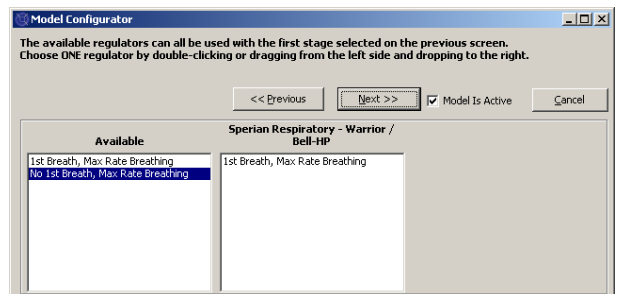 Model Configurator
The available regulators can all be used with the first stage selected on the previous screen.
Choose ONE regulator by double-clicking or dragging from the left side and dropping to the right.
<< Previous
Next >>
Model Is Active
Cancel
Available
Sperian Respiratory - Warrior /
Bell-HP
1st Breath, Max Rate Breathing
No 1st Breath, Max Rate Breathing
1st Breath, Max Rate Breathing